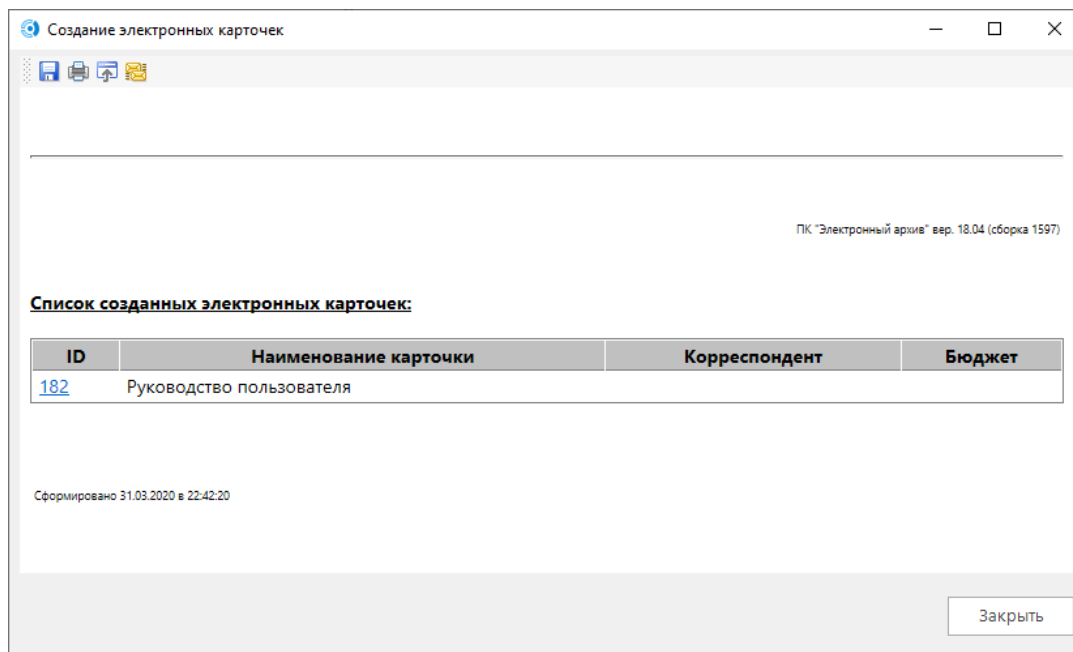 Создание электронных карточек
ПК "Электронный архив" вер. 18.04 (сборка 1597)
Список созданных электронных карточек:
ID Наименование карточки Корреспондент Бюджет
182 Руководство пользователя
Сформировано 31.03.2020 в 22:42:20
Закрыть